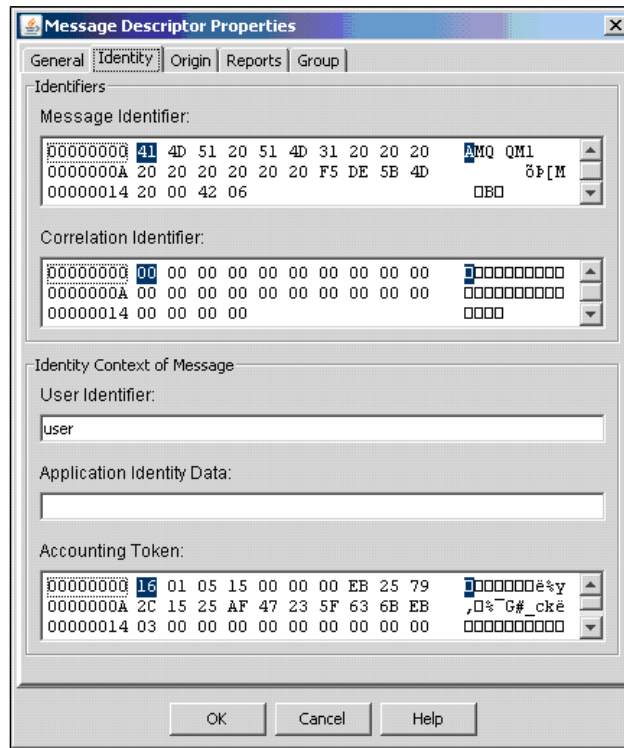 Message Descriptor Properties
General Identity Origin Reports Group
Identifiers
Message Identifier:
00000000 41 4D 51 20 51 4D 31 20 20 20 AMQ QM1
0000000A 20 20 20 20 20 20 F5 DE 5B 4D õÞ[M
00000014 20 00 42 06 □B□
Correlation Identifier:
00000000 00 00 00 00 00 00 00 00 00 00 □□□□□□□□□□
0000000A 00 00 00 00 00 00 00 00 00 00 □□□□□□□□□□
00000014 00 00 00 00 □□□□
Identity Context of Message
User Identifier:
user
Application Identity Data:
Accounting Token:
00000000 16 01 05 15 00 00 00 EB 25 79 □□□□□□□ë%y
0000000A 2C 15 25 AF 47 23 5F 63 6B EB ,□%¯G#_ckë
00000014 03 00 00 00 00 00 00 00 00 00 □□□□□□□□□□
OK Cancel Help